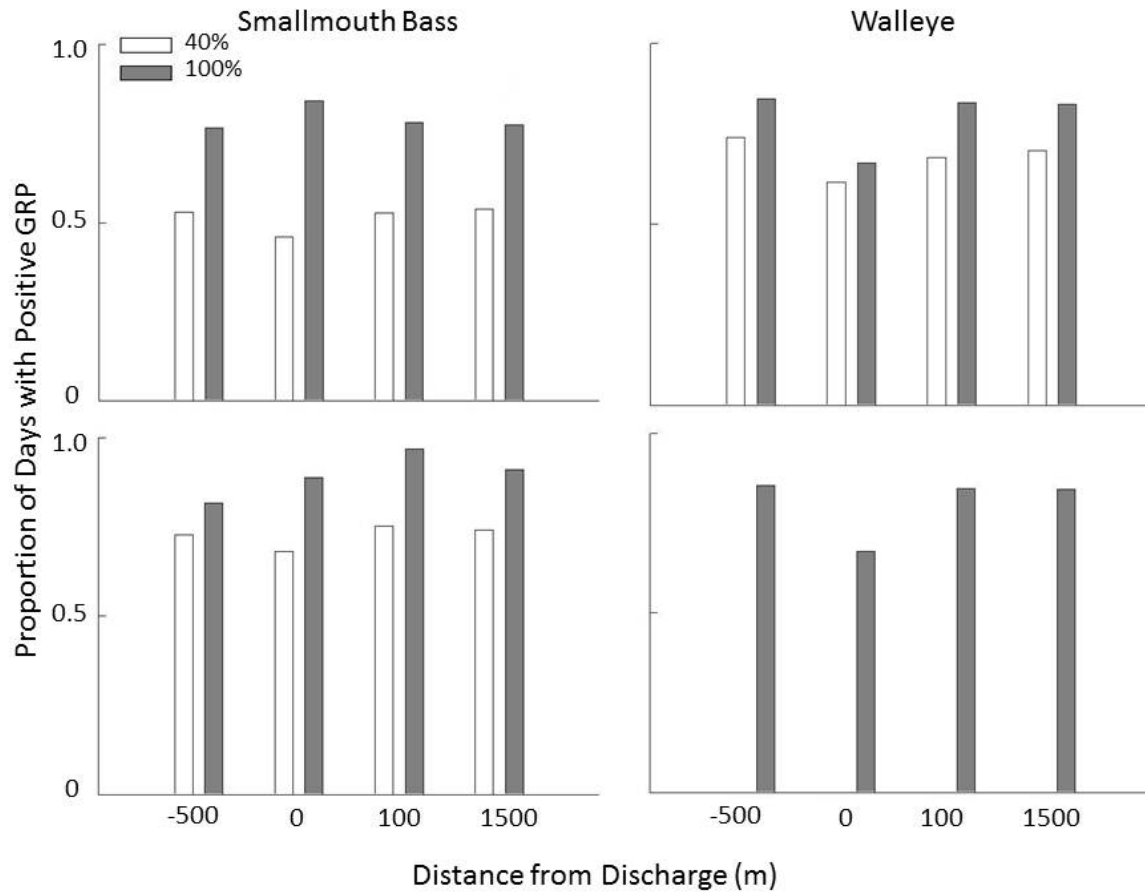 Smallmouth Bass
Walleye
40%
100%
1.0
0.5
0
1.0
0.5
0
Proportion of Days with Positive GRP
-500 0 100 1500
-500 0 100 1500
Distance from Discharge (m)